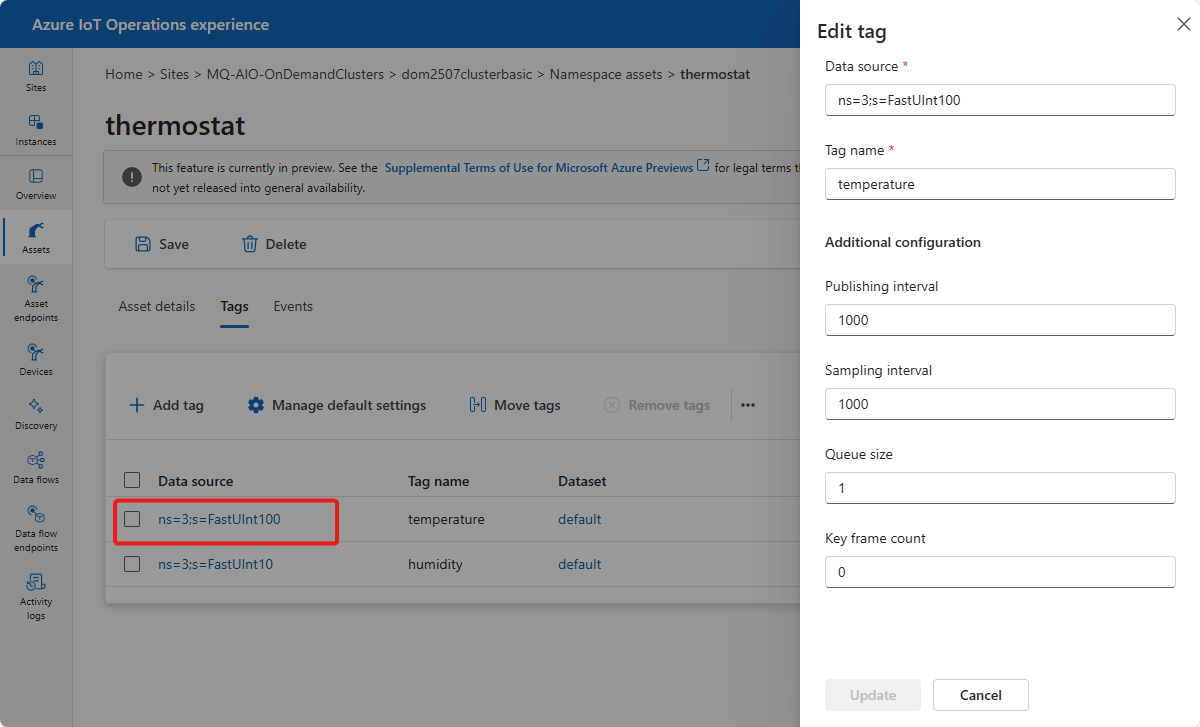 Azure IoT Operations experience
Sites
Instances
Overview
Assets
Asset
endpoints
Devices
Discovery
Data flows
Data flow
endpoints
Activity
logs
Home > Sites > MQ-AIO-OnDemandClusters > dom2507clusterbasic > Namespace assets > thermostat
thermostat
This feature is currently in preview. See the Supplemental Terms of Use for Microsoft Azure Previews for legal terms th
not yet released into general availability.
Save Delete
Asset details Tags Events
Add tag Manage default settings Move tags Remove tags ...
Data source Tag name Dataset
ns=3;s=FastUInt100 temperature default
ns=3;s=FastUInt10 humidity default
Edit tag
Data source *
ns=3;s=FastUInt100
Tag name *
temperature
Additional configuration
Publishing interval
1000
Sampling interval
1000
Queue size
1
Key frame count
0
Update Cancel